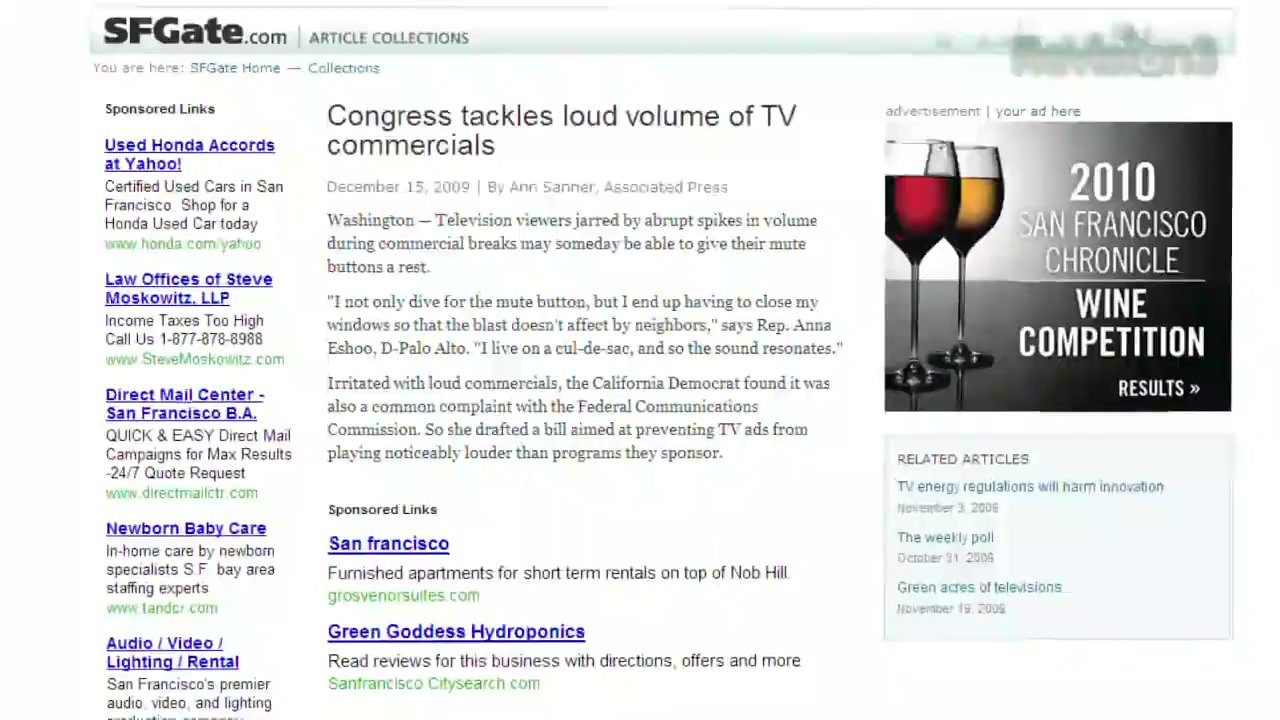 SFGate.com | ARTICLE COLLECTIONS
Revision3
You are here: SFGate Home — Collections
Sponsored Links
Used Honda Accords
at Yahoo!
Certified Used Cars in San
Francisco. Shop for a
Honda Used Car today
www.honda.com/yahoo
Law Offices of Steve
Moskowitz, LLP
Income Taxes Too High
Call Us 1-877-878-8988
www.SteveMoskowitz.com
Direct Mail Center -
San Francisco B.A.
QUICK & EASY Direct Mail
Campaigns for Max Results
-24/7 Quote Request
www.directmailctr.com
Newborn Baby Care
In-home care by newborn
specialists S.F. bay area
staffing experts
www.tandcr.com
Audio / Video /
Lighting / Rental
San Francisco's premier
audio, video, and lighting
production company
Congress tackles loud volume of TV
commercials
December 15, 2009 | By Ann Sanner, Associated Press
Washington — Television viewers jarred by abrupt spikes in volume
during commercial breaks may someday be able to give their mute
buttons a rest.
"I not only dive for the mute button, but I end up having to close my
windows so that the blast doesn't affect by neighbors," says Rep. Anna
Eshoo, D-Palo Alto. "I live on a cul-de-sac, and so the sound resonates."
Irritated with loud commercials, the California Democrat found it was
also a common complaint with the Federal Communications
Commission. So she drafted a bill aimed at preventing TV ads from
playing noticeably louder than programs they sponsor.
Sponsored Links
San francisco
Furnished apartments for short term rentals on top of Nob Hill.
grosvenorsuites.com
Green Goddess Hydroponics
Read reviews for this business with directions, offers and more
Sanfrancisco.Citysearch.com
advertisement | your ad here
2010
SAN FRANCISCO
CHRONICLE
WINE
COMPETITION
RESULTS »
RELATED ARTICLES
TV energy regulations will harm innovation
November 3, 2009
The weekly poll
October 31, 2009
Green acres of televisions
November 19, 2009